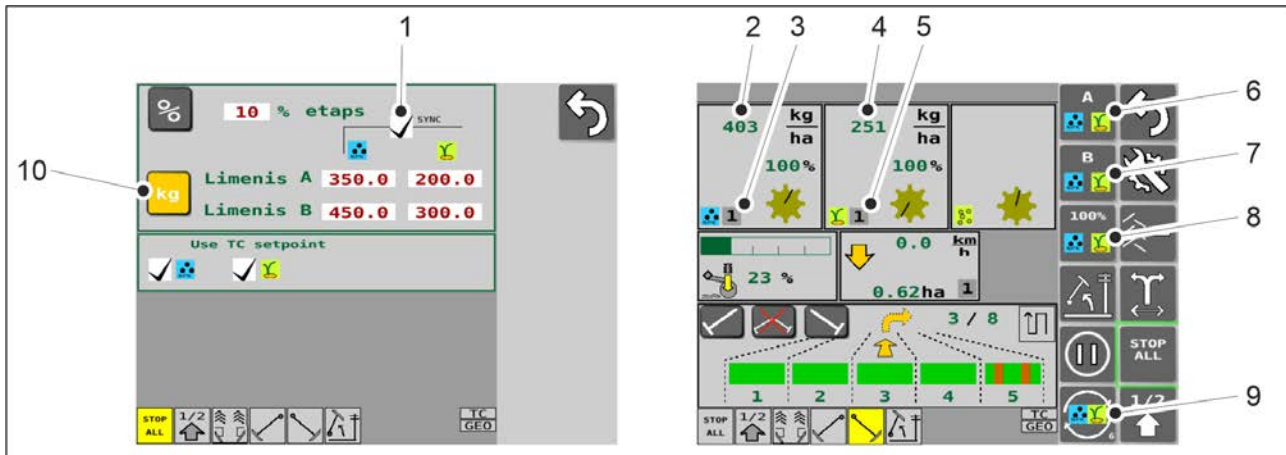 1
2
3
4
5
6
7
8
9
10
%
10 % etaps
SYNC
kg
Limenis A 350.0 200.0
Limenis B 450.0 300.0
Use TC setpoint
STOP ALL
1/2
TC
GEO
403 kg/ha
100%
1
251 kg/ha
100%
1
23 %
0.0 km/h
0.62ha 1
3 / 8
1 2 3 4 5
STOP ALL
1/2
TC
GEO
A
B
100%
STOP ALL
1/2
6